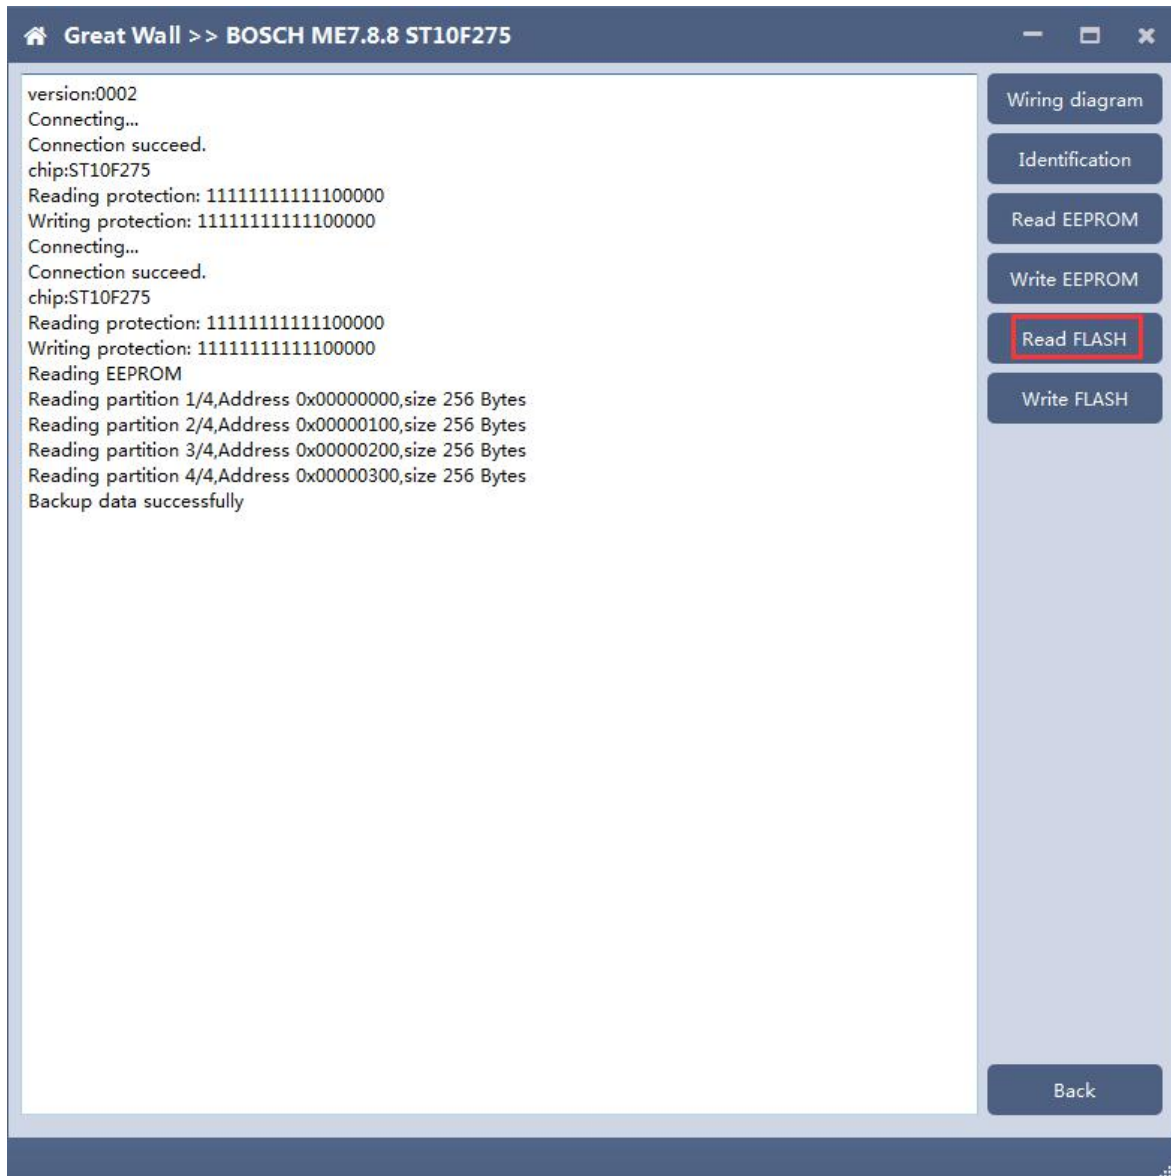 Great Wall >> BOSCH ME7.8.8 ST10F275
version:0002
Connecting...
Connection succeed.
chip:ST10F275
Reading protection: 11111111111100000
Writing protection: 11111111111100000
Connecting...
Connection succeed.
chip:ST10F275
Reading protection: 11111111111100000
Writing protection: 11111111111100000
Reading EEPROM
Reading partition 1/4,Address 0x00000000,size 256 Bytes
Reading partition 2/4,Address 0x00000100,size 256 Bytes
Reading partition 3/4,Address 0x00000200,size 256 Bytes
Reading partition 4/4,Address 0x00000300,size 256 Bytes
Backup data successfully
Wiring diagram
Identification
Read EEPROM
Write EEPROM
Read FLASH
Write FLASH
Back